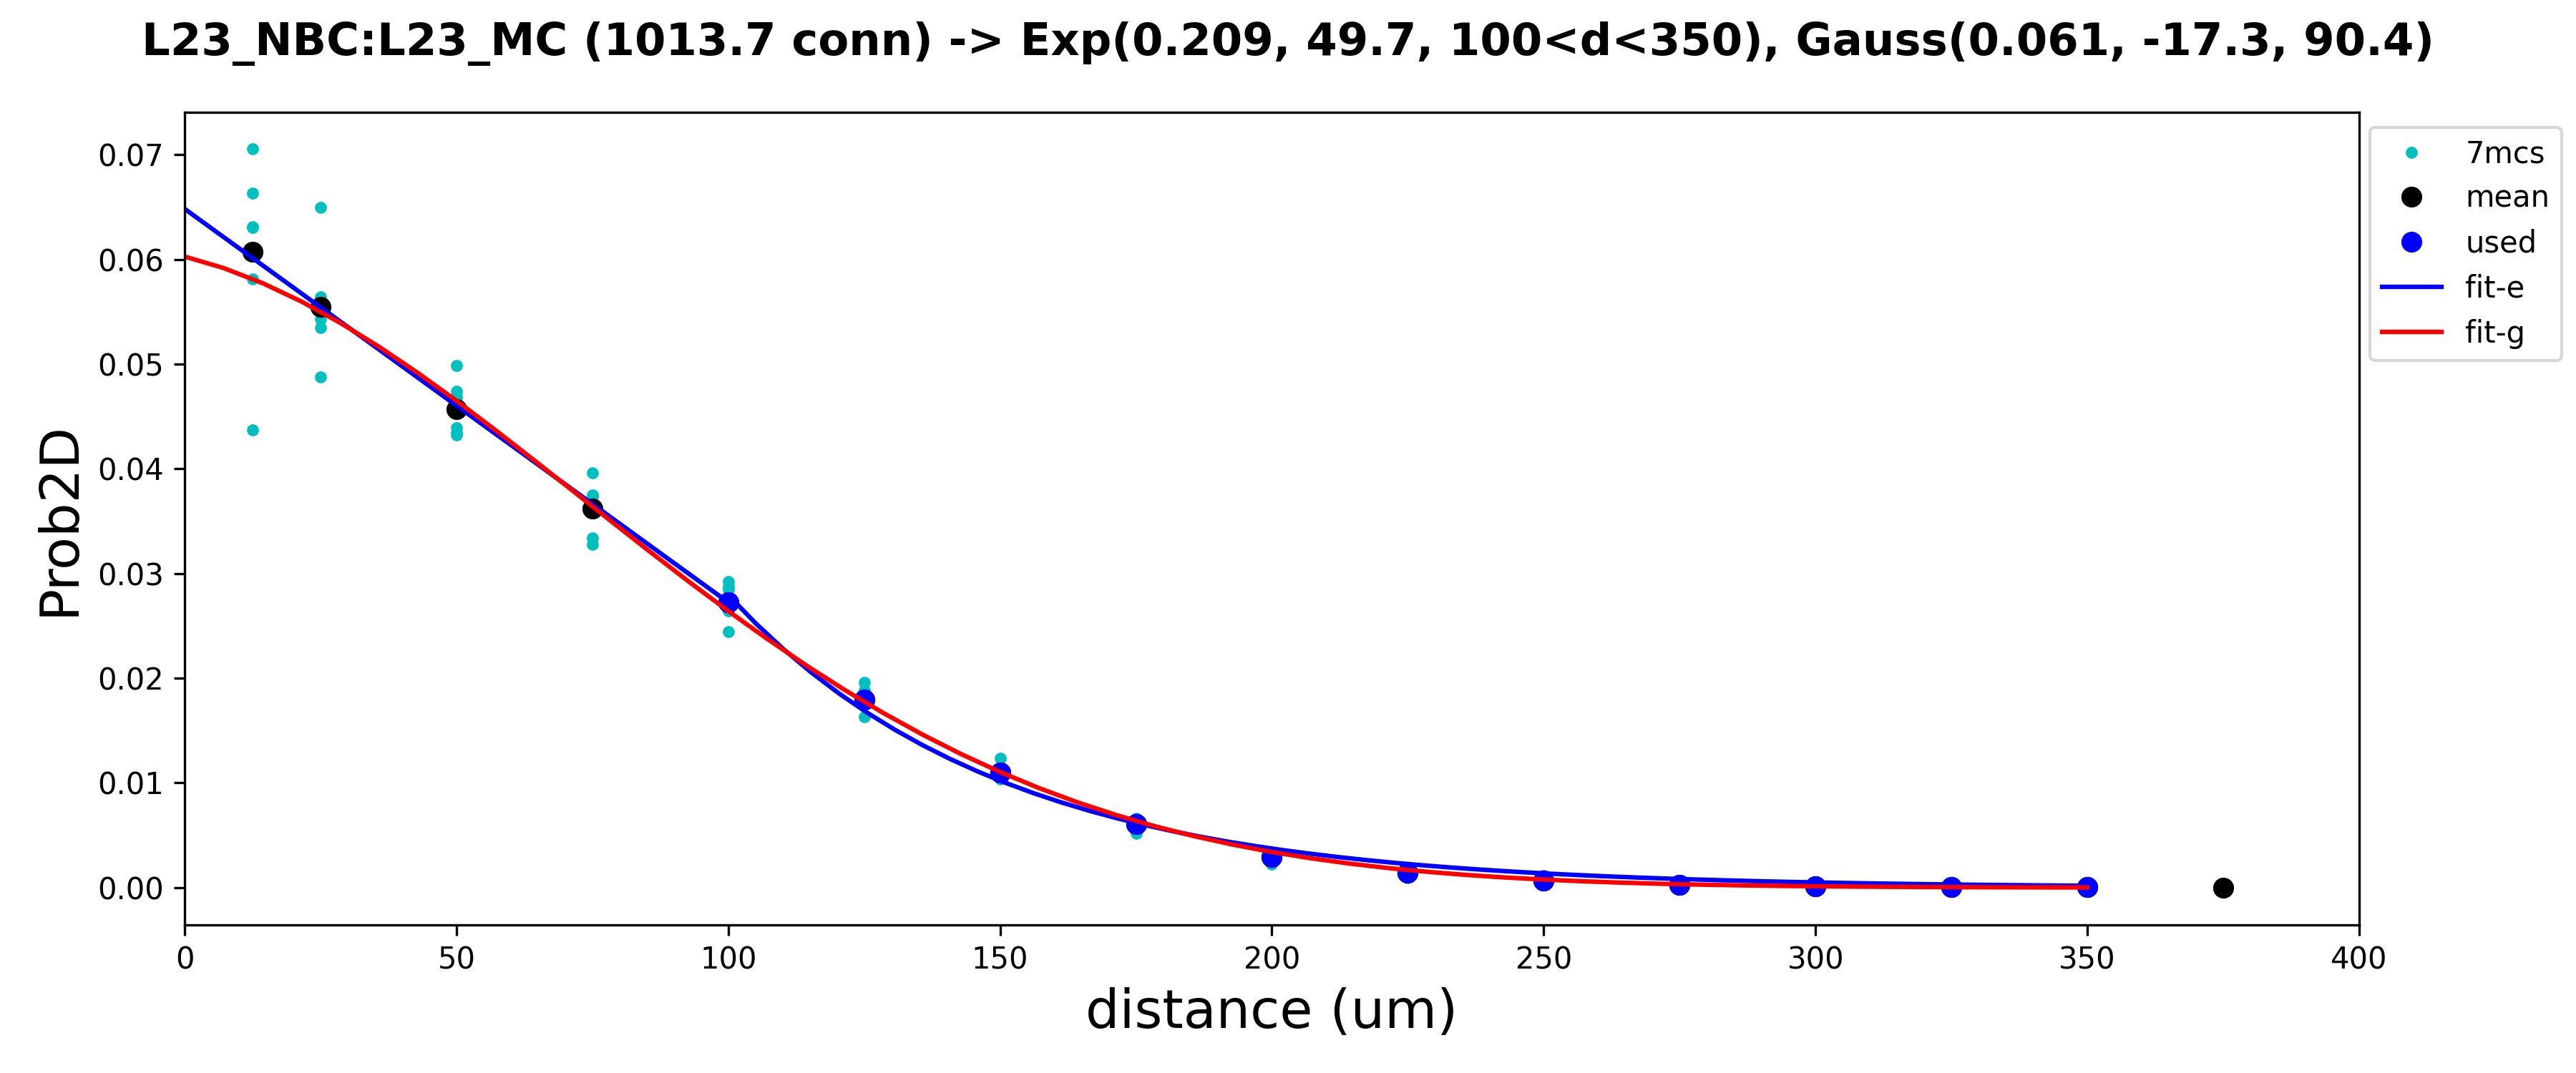 L23_NBC:L23_MC (1013.7 conn) -> Exp(0.209, 49.7, 100<d<350), Gauss(0.061, -17.3, 90.4)
7mcs
mean
used
fit-e
fit-g
Prob2D
0.07
0.06
0.05
0.04
0.03
0.02
0.01
0.00
0 50 100 150 200 250 300 350 400
distance (um)